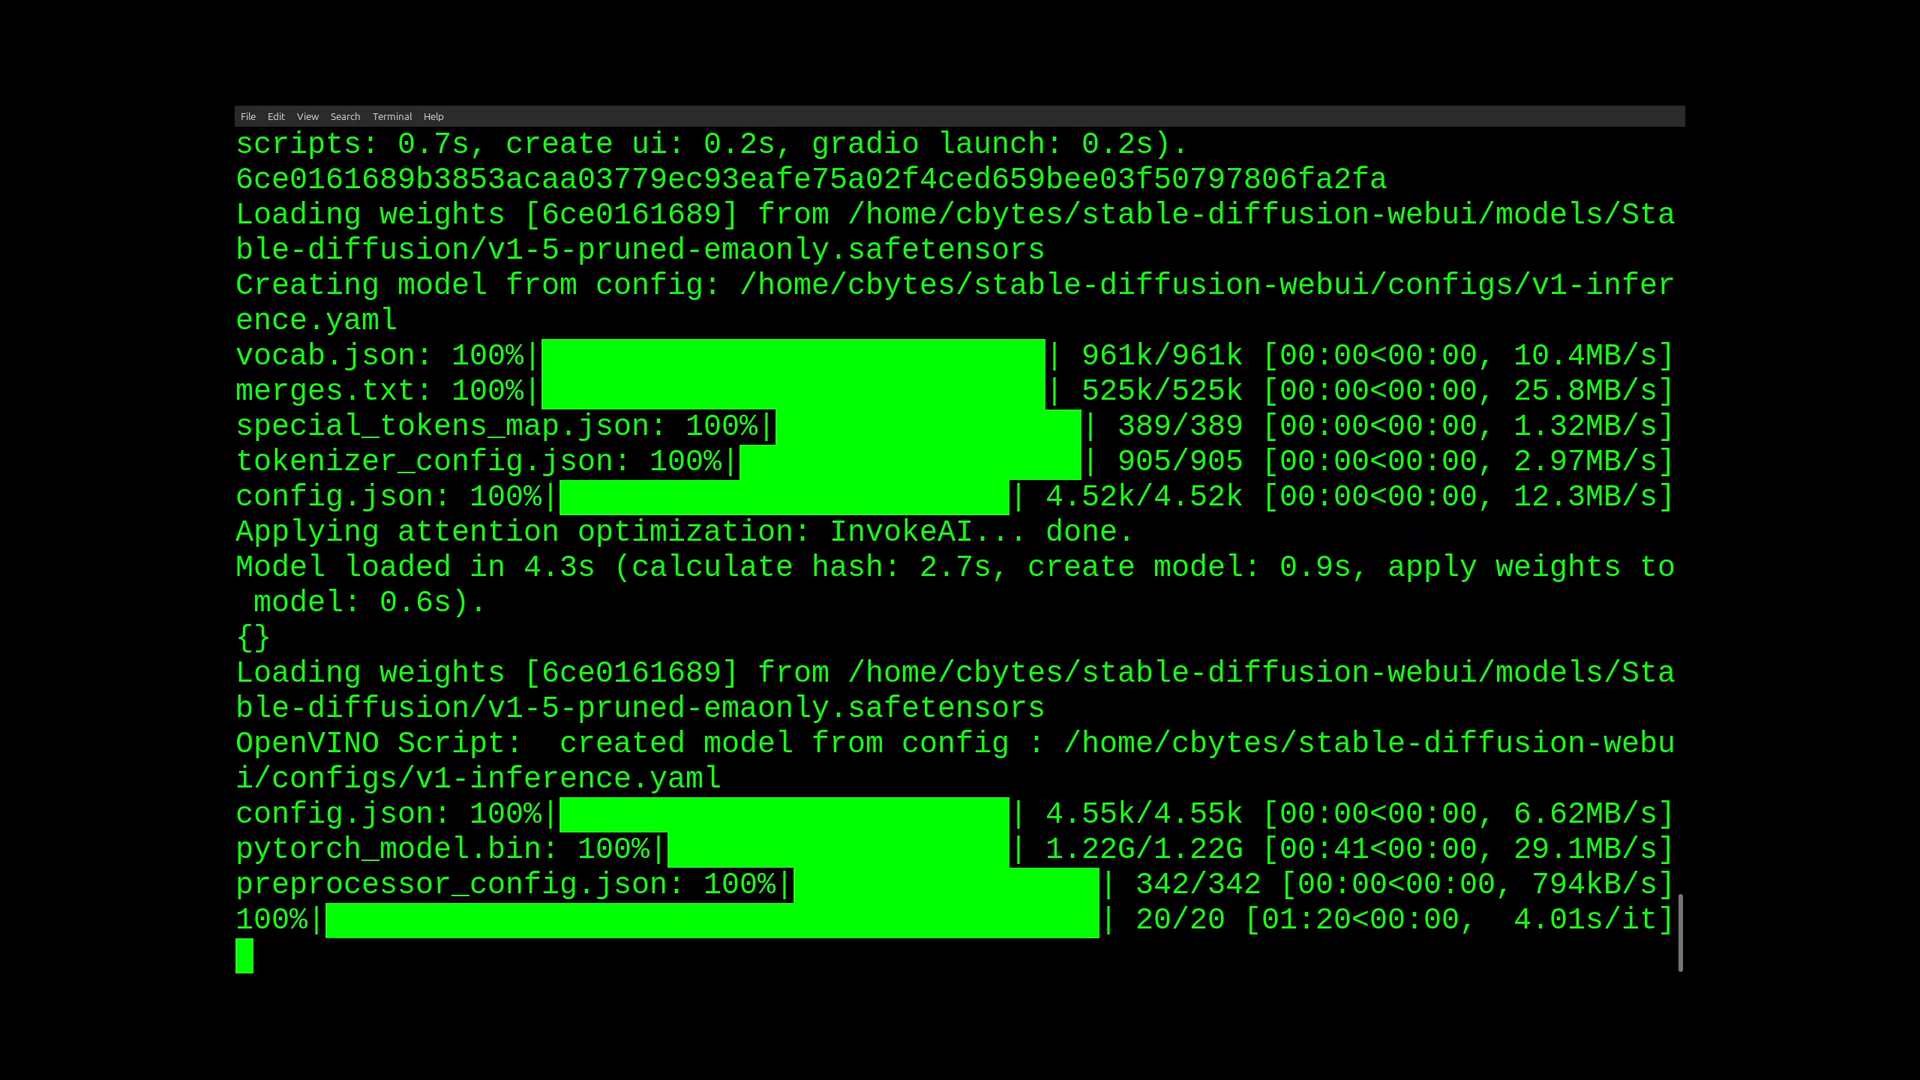 File Edit View Search Terminal Help
scripts: 0.7s, create ui: 0.2s, gradio launch: 0.2s).
6ce0161689b3853acaa03779ec93eafe75a02f4ced659bee03f50797806fa2fa
Loading weights [6ce0161689] from /home/cbytes/stable-diffusion-webui/models/Sta
ble-diffusion/v1-5-pruned-emaonly.safetensors
Creating model from config: /home/cbytes/stable-diffusion-webui/configs/v1-infer
ence.yaml
vocab.json: 100%| | 961k/961k [00:00<00:00, 10.4MB/s]
merges.txt: 100%| | 525k/525k [00:00<00:00, 25.8MB/s]
special_tokens_map.json: 100%| | 389/389 [00:00<00:00, 1.32MB/s]
tokenizer_config.json: 100%| | 905/905 [00:00<00:00, 2.97MB/s]
config.json: 100%| | 4.52k/4.52k [00:00<00:00, 12.3MB/s]
Applying attention optimization: InvokeAI... done.
Model loaded in 4.3s (calculate hash: 2.7s, create model: 0.9s, apply weights to
 model: 0.6s).
{}
Loading weights [6ce0161689] from /home/cbytes/stable-diffusion-webui/models/Sta
ble-diffusion/v1-5-pruned-emaonly.safetensors
OpenVINO Script:  created model from config : /home/cbytes/stable-diffusion-webu
i/configs/v1-inference.yaml
config.json: 100%| | 4.55k/4.55k [00:00<00:00, 6.62MB/s]
pytorch_model.bin: 100%| | 1.22G/1.22G [00:41<00:00, 29.1MB/s]
preprocessor_config.json: 100%| | 342/342 [00:00<00:00, 794kB/s]
100%| | 20/20 [01:20<00:00,  4.01s/it]